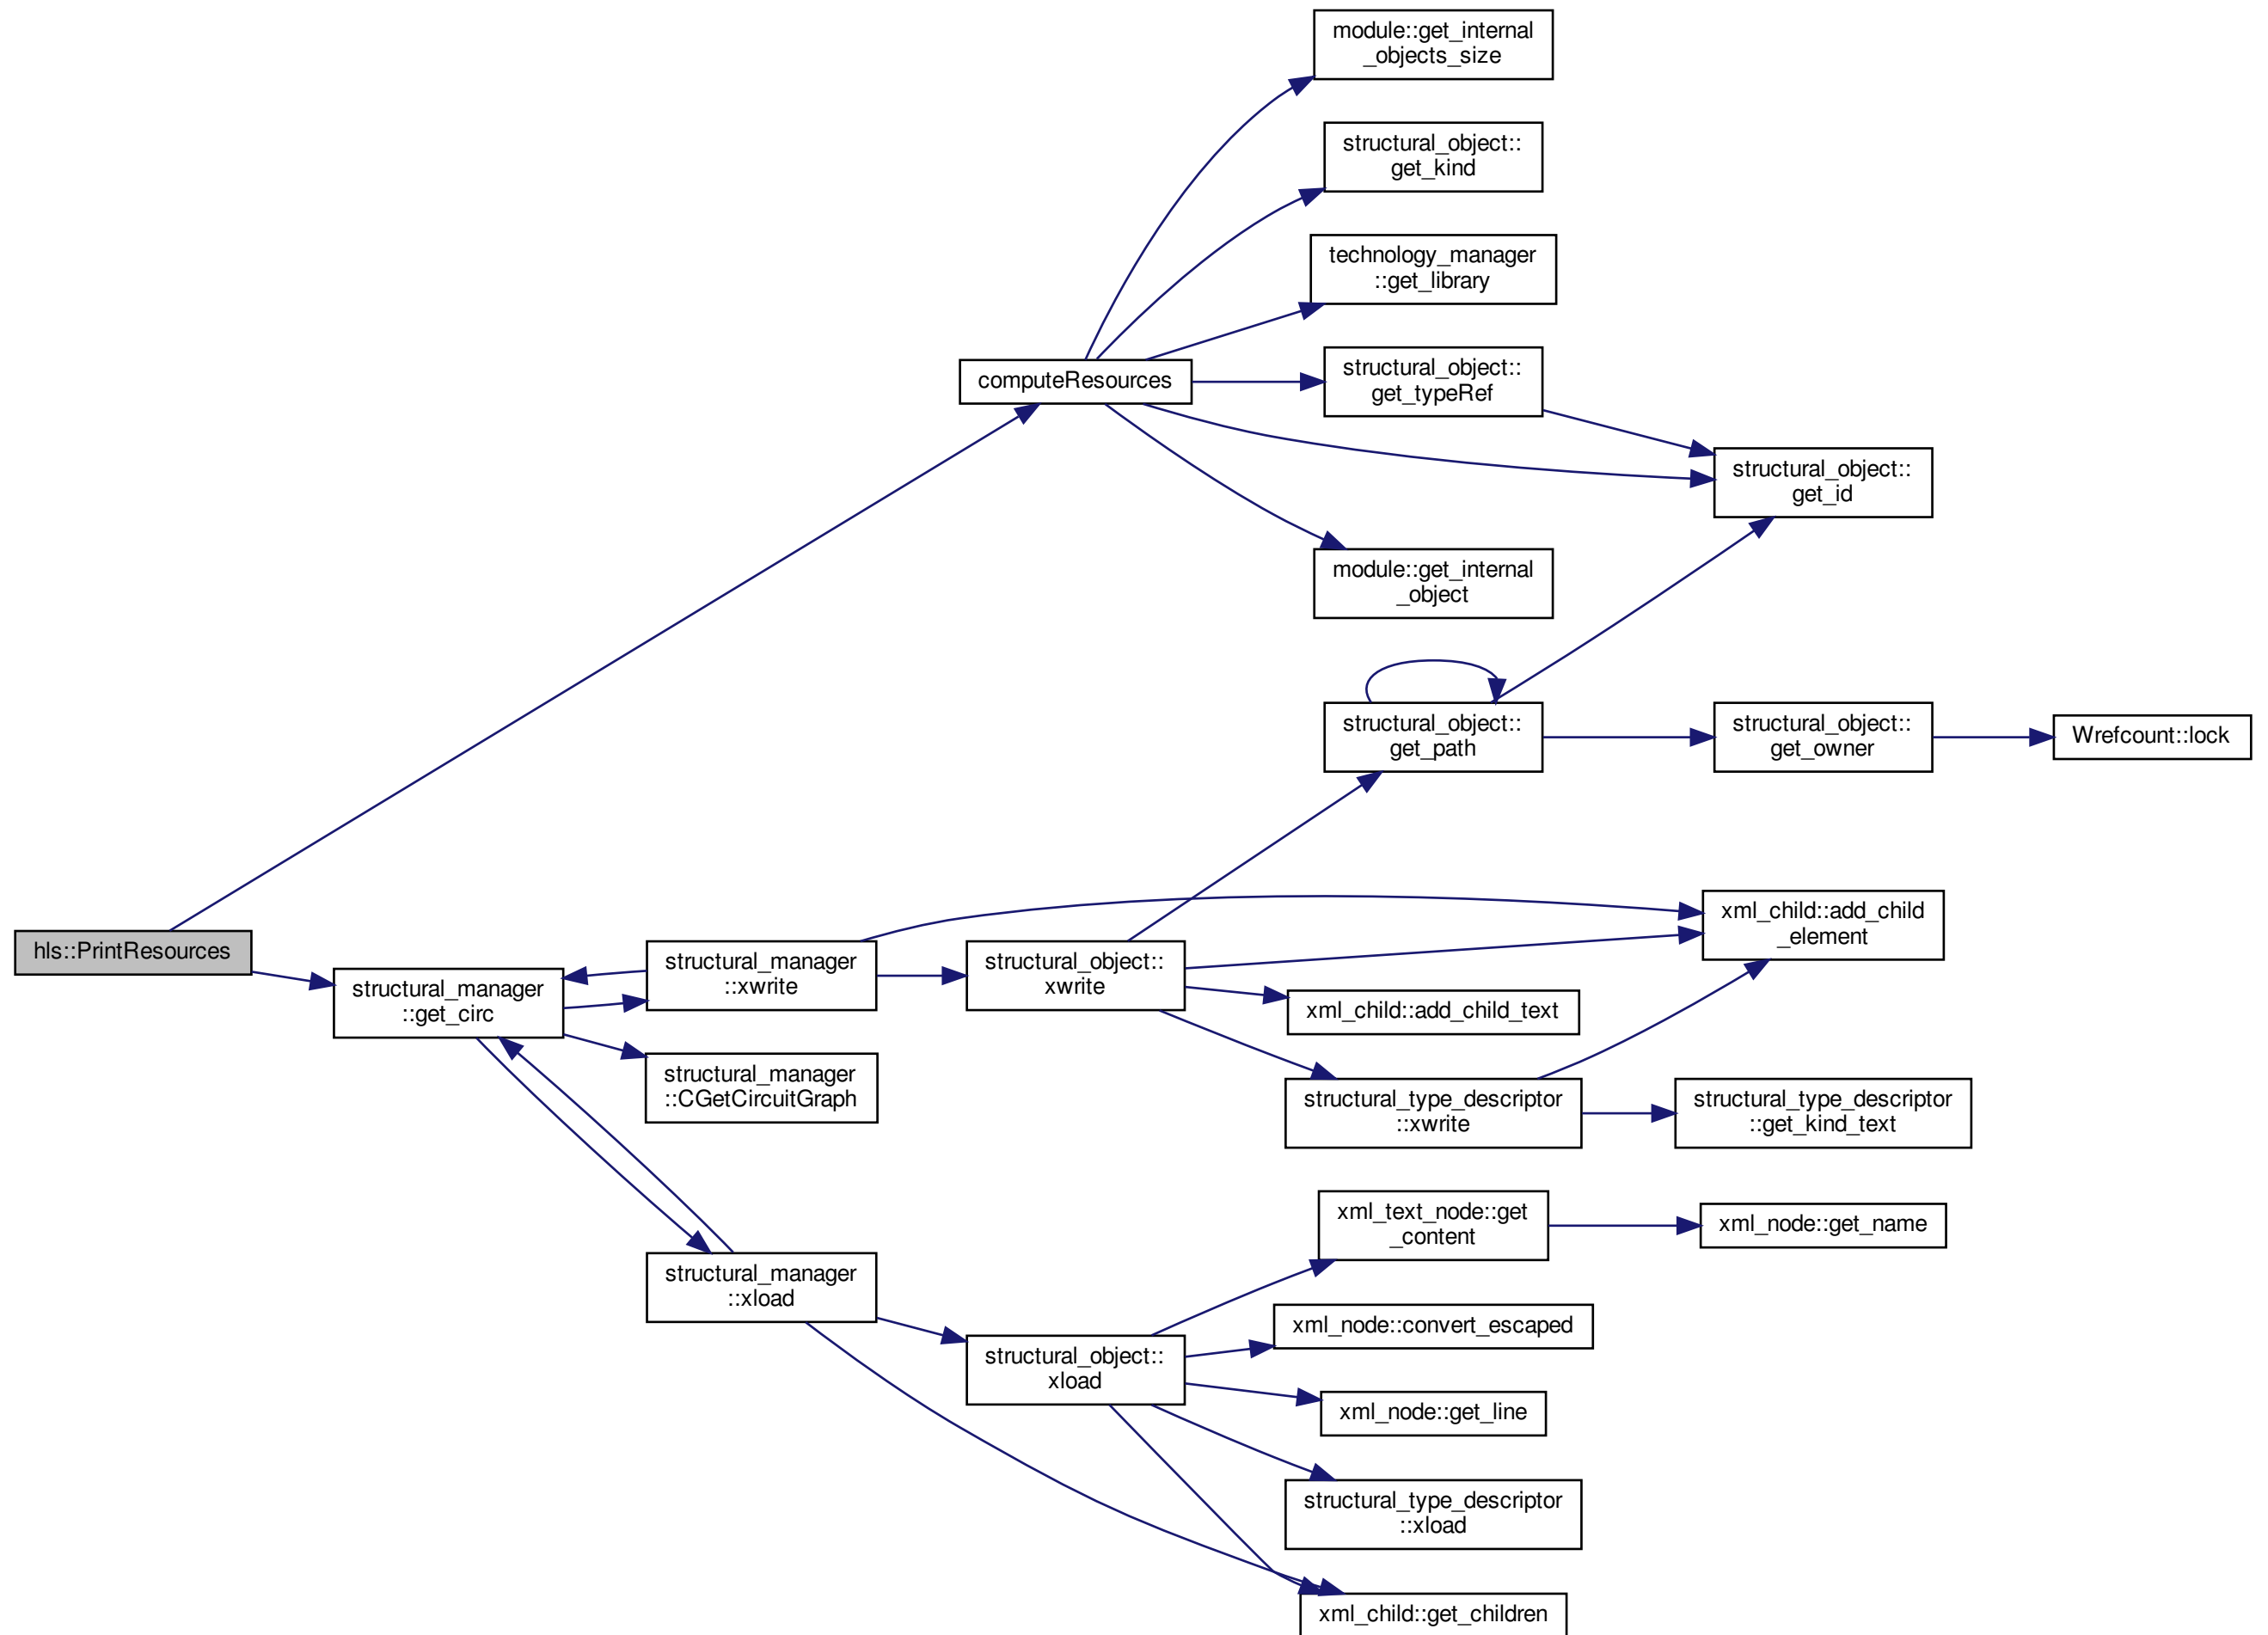 module::get_internal
_objects_size
structural_object::
get_kind
technology_manager
::get_library
computeResources
structural_object::
get_typeRef
structural_object::
get_id
module::get_internal
_object
structural_object::
get_path
structural_object::
get_owner
Wrefcount::lock
hls::PrintResources
structural_manager
::get_circ
structural_manager
::xwrite
structural_object::
xwrite
xml_child::add_child
_element
xml_child::add_child_text
structural_manager
::CGetCircuitGraph
structural_type_descriptor
::xwrite
structural_type_descriptor
::get_kind_text
structural_manager
::xload
structural_object::
xload
xml_text_node::get
_content
xml_node::get_name
xml_node::convert_escaped
xml_node::get_line
structural_type_descriptor
::xload
xml_child::get_children